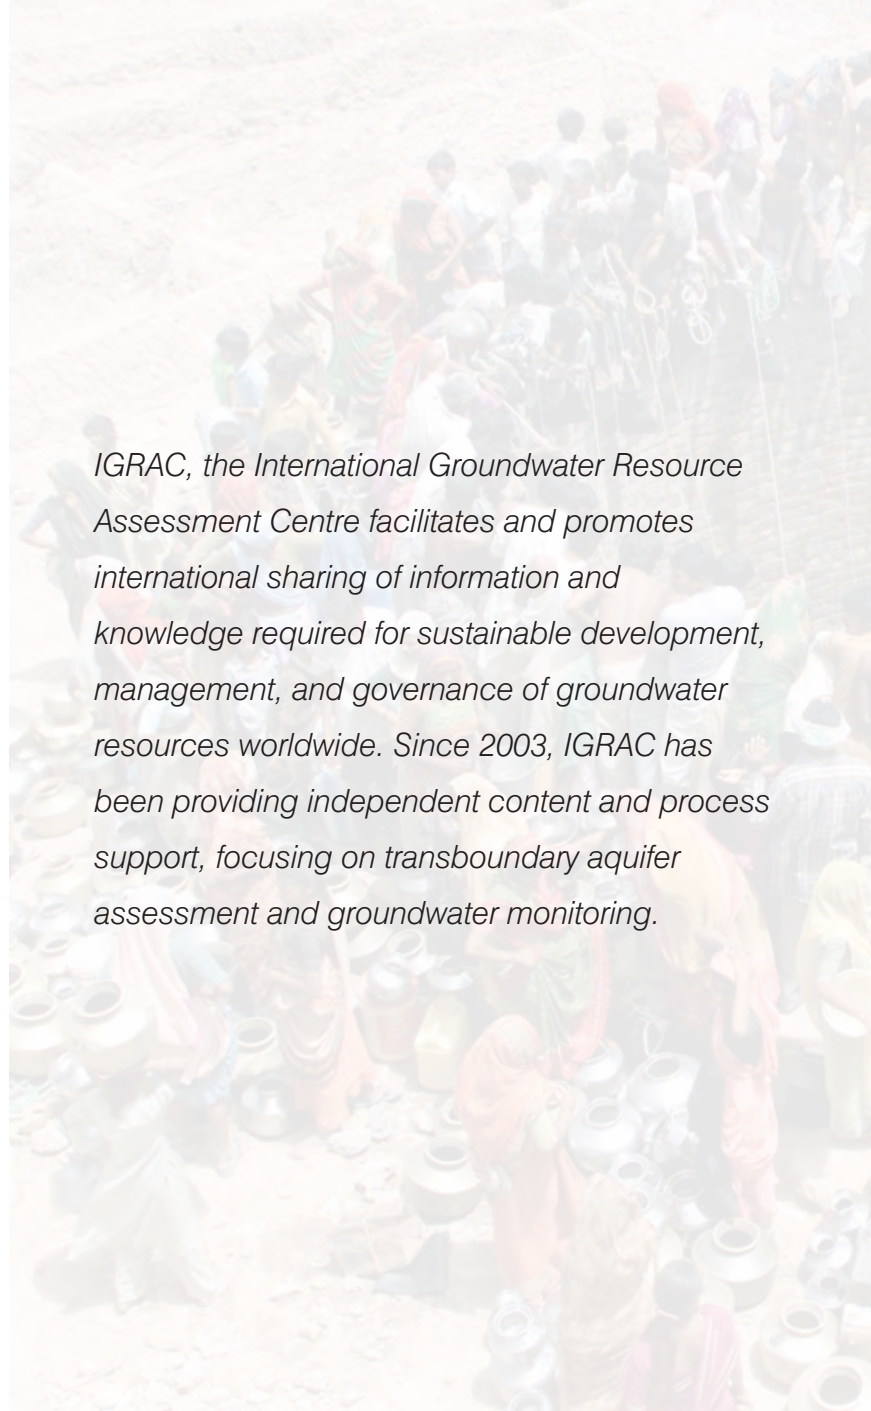 IGRAC, the International Groundwater Resource
Assessment Centre facilitates and promotes
international sharing of information and
knowledge required for sustainable development,
management, and governance of groundwater
resources worldwide. Since 2003, IGRAC has
been providing independent content and process
support, focusing on transboundary aquifer
assessment and groundwater monitoring.